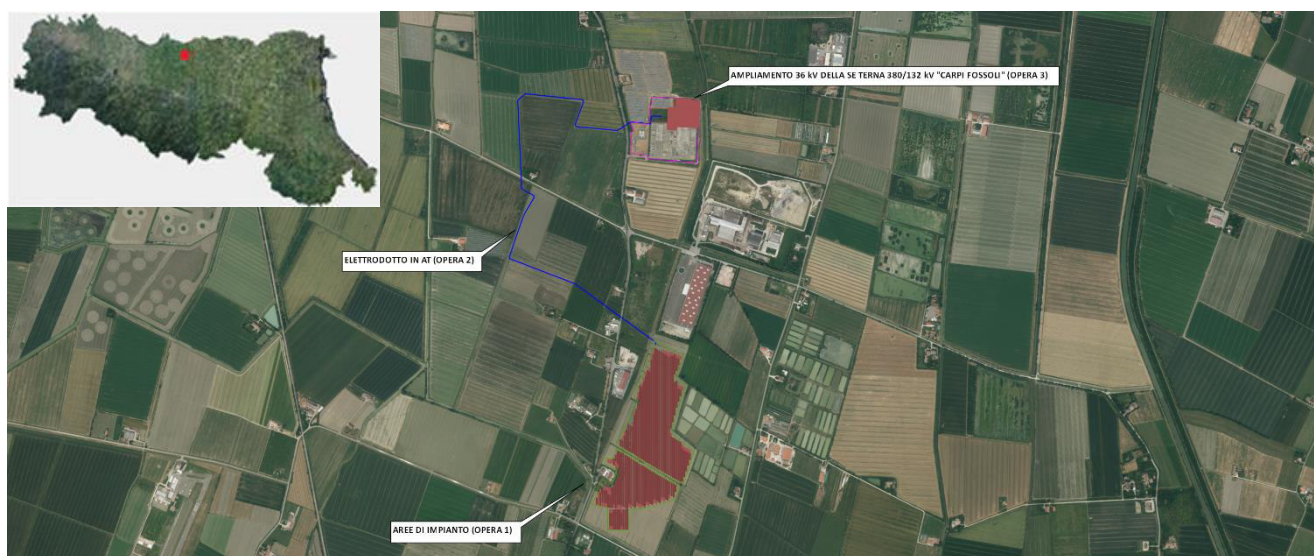 AMPLIAMENTO 36 kV DELLA SE TERNA 380/132 kV "CARPI FOSSOLI" (OPERA 3)
ELETTRODOTTO IN AT (OPERA 2)
AREE DI IMPIANTO (OPERA 1)